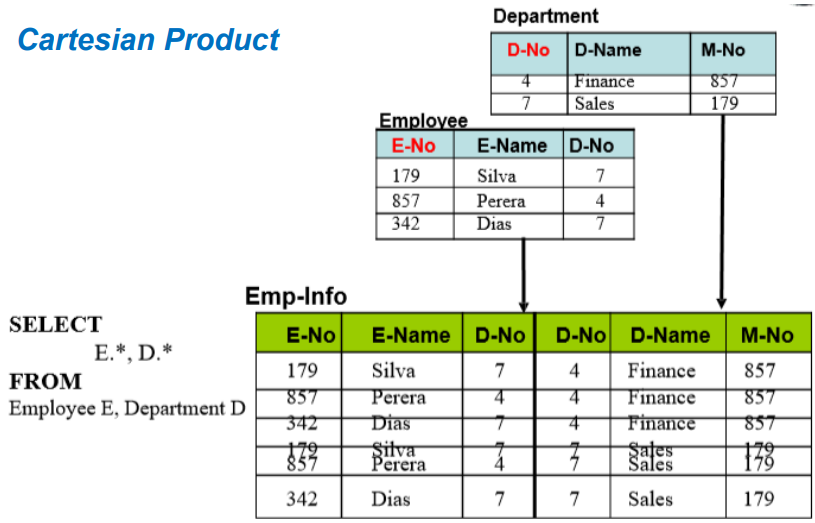 Cartesian Product
Department
D-No D-Name M-No
4 Finance 857
7 Sales 179
Employee
E-No E-Name D-No
179 Silva 7
857 Perera 4
342 Dias 7
Emp-Info
SELECT
E.*, D.*
FROM
Employee E, Department D
E-No E-Name D-No D-No D-Name M-No
179 Silva 7 4 Finance 857
857 Perera 4 4 Finance 857
342 Dias 7 4 Finance 857
179 Silva 7 7 Sales 179
857 Perera 4 7 Sales 179
342 Dias 7 7 Sales 179